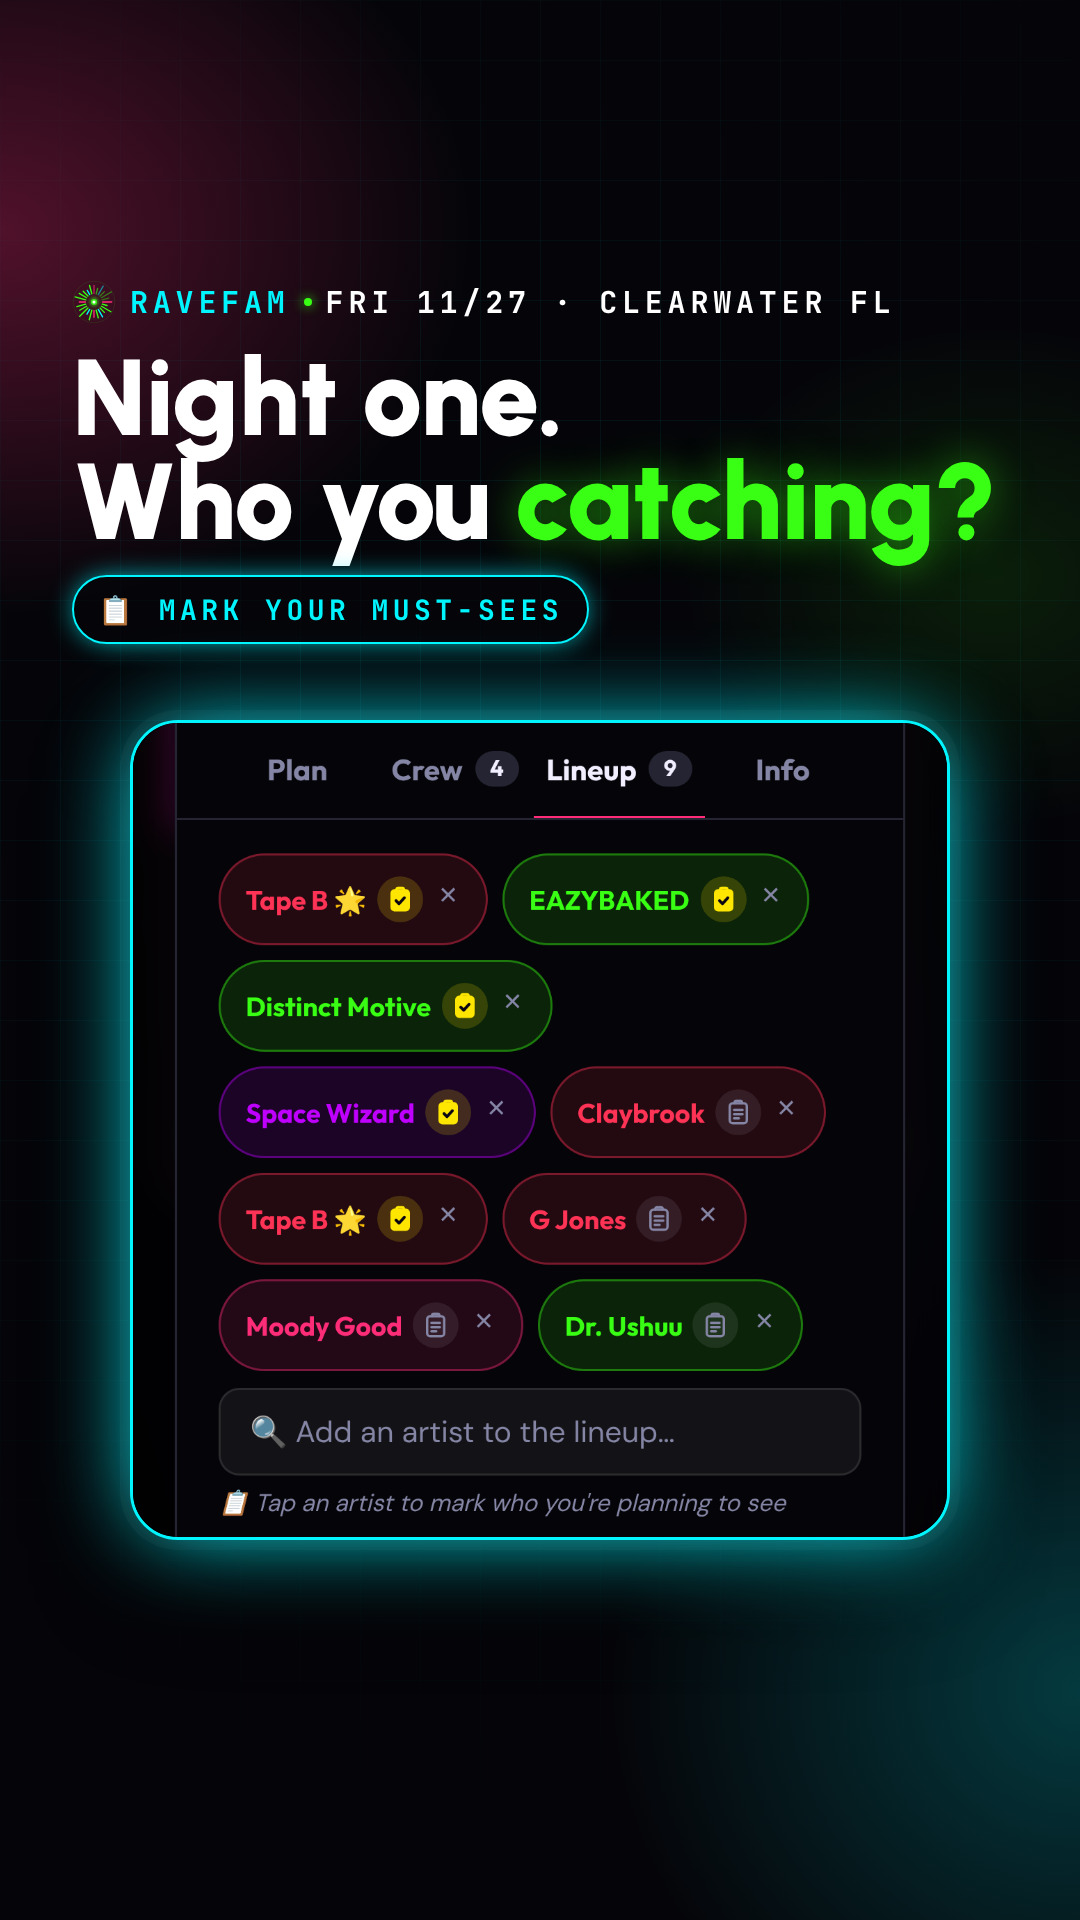 RAVEFAM • FRI 11/27 · CLEARWATER FL
Night one.
Who you catching?
📋 MARK YOUR MUST-SEES
Plan Crew 4 Lineup 9 Info
Tape B 🌟 ✕ EAZYBAKED ✕
Distinct Motive ✕
Space Wizard ✕ Claybrook ✕
Tape B 🌟 ✕ G Jones ✕
Moody Good ✕ Dr. Ushuu ✕
🔍 Add an artist to the lineup...
📋 Tap an artist to mark who you're planning to see